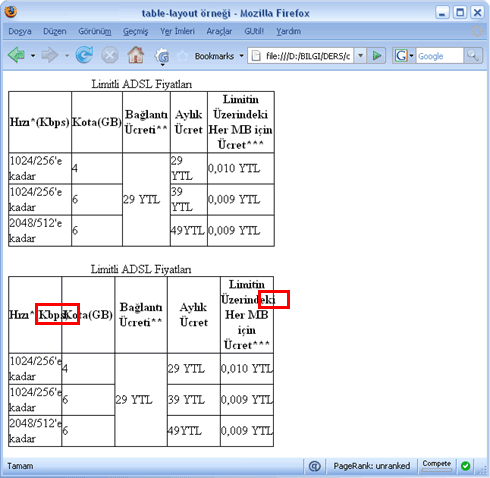 table-layout örneği - Mozilla Firefox
Dosya Düzen Görünüm Geçmiş Yer İmleri Araçlar GUtil! Yardım
Bookmarks file:///D:/BILGI/DERS/c Google
Limitli ADSL Fiyatları
Hızı*(Kbps) Kota(GB) Bağlantı Ücreti** Aylık Ücret Limitin Üzerindeki Her MB için Ücret***
1024/256'e kadar 4 29 YTL 29 YTL 0,010 YTL
1024/256'e kadar 6 39 YTL 0,009 YTL
2048/512'e kadar 6 49YTL 0,009 YTL
Limitli ADSL Fiyatları
Hızı*(Kbps) Kota(GB) Bağlantı Ücreti** Aylık Ücret Limitin Üzerindeki Her MB için Ücret***
1024/256'e kadar 4 29 YTL 29 YTL 0,010 YTL
1024/256'e kadar 6 39 YTL 0,009 YTL
2048/512'e kadar 6 49YTL 0,009 YTL
Tamam @ PageRank: unranked Compete